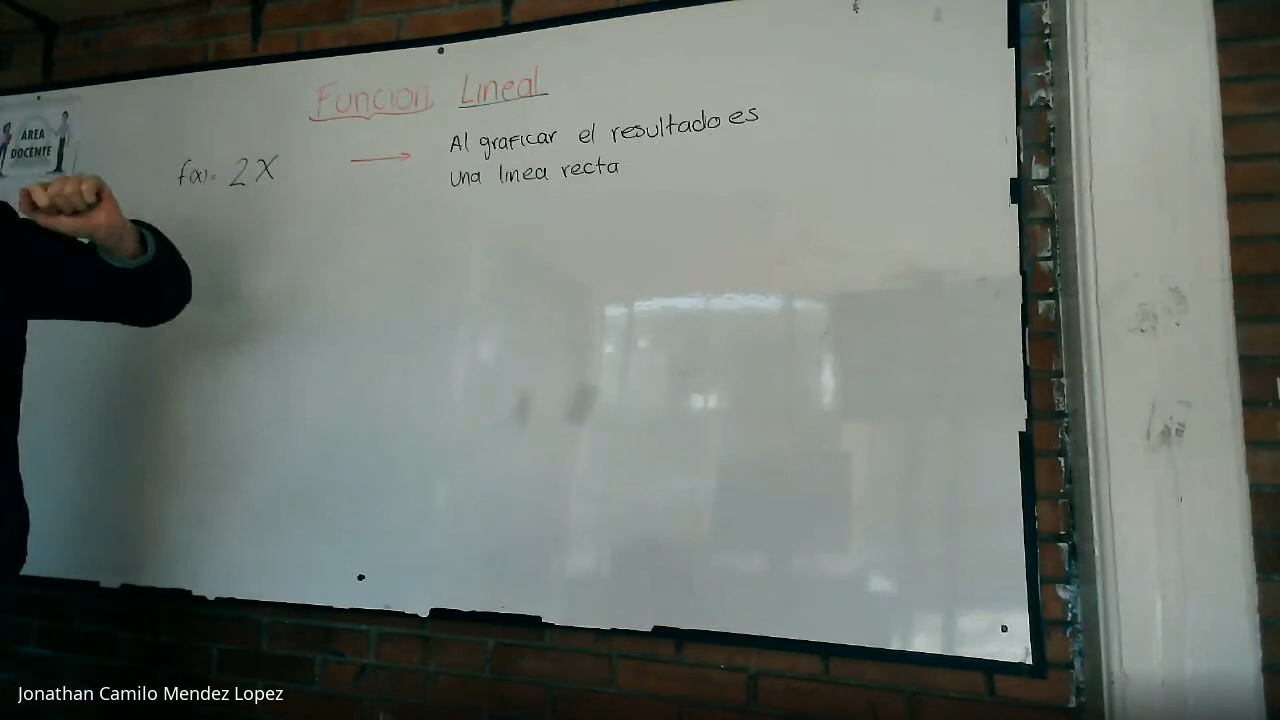 Funcion Lineal
AREA
DOCENTE
f(x)= 2X
Al graficar el resultado es
una linea recta
Jonathan Camilo Mendez Lopez